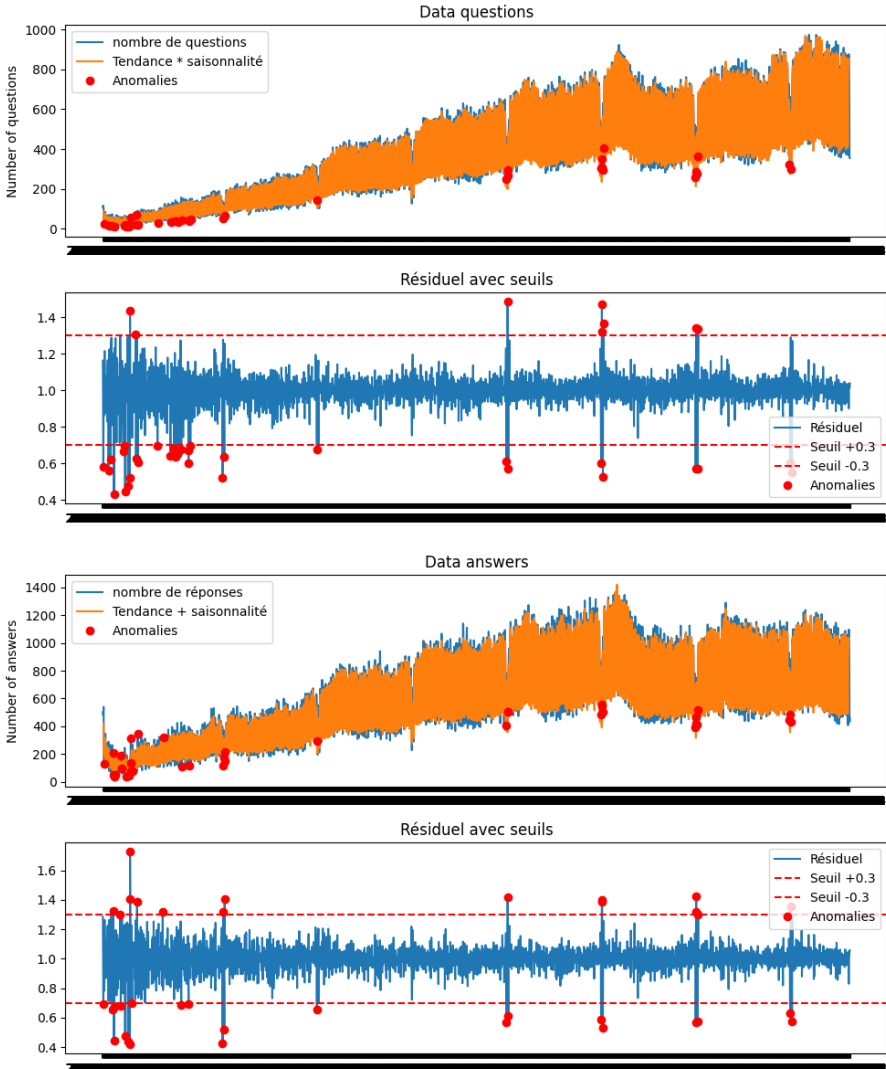 Data questions
1000
800
600
400
200
0
Number of questions
nombre de questions
Tendance * saisonnalité
Anomalies
Résiduel avec seuils
1.4
1.2
1.0
0.8
0.6
0.4
Résiduel
Seuil +0.3
Seuil -0.3
Anomalies
Data answers
1400
1200
1000
800
600
400
200
0
Number of answers
nombre de réponses
Tendance + saisonnalité
Anomalies
Résiduel avec seuils
1.6
1.4
1.2
1.0
0.8
0.6
0.4
Résiduel
Seuil +0.3
Seuil -0.3
Anomalies